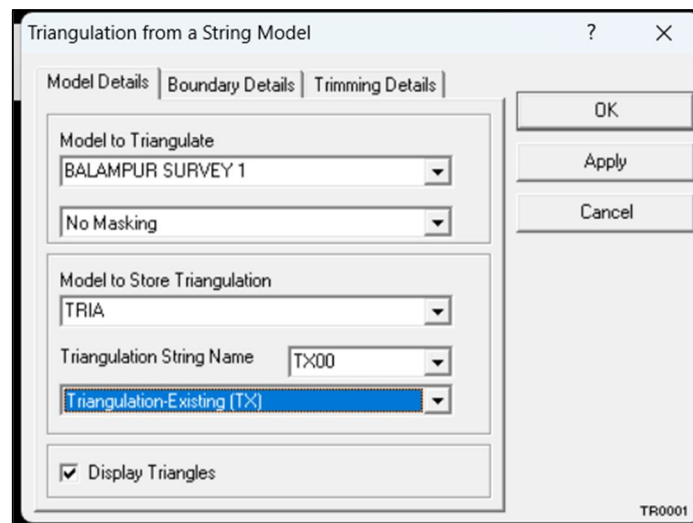 Triangulation from a String Model
Model Details Boundary Details Trimming Details
Model to Triangulate
BALAMPUR SURVEY 1
No Masking
Model to Store Triangulation
TRIA
Triangulation String Name TX00
Triangulation-Existing (TX)
Display Triangles
OK
Apply
Cancel
TR0001